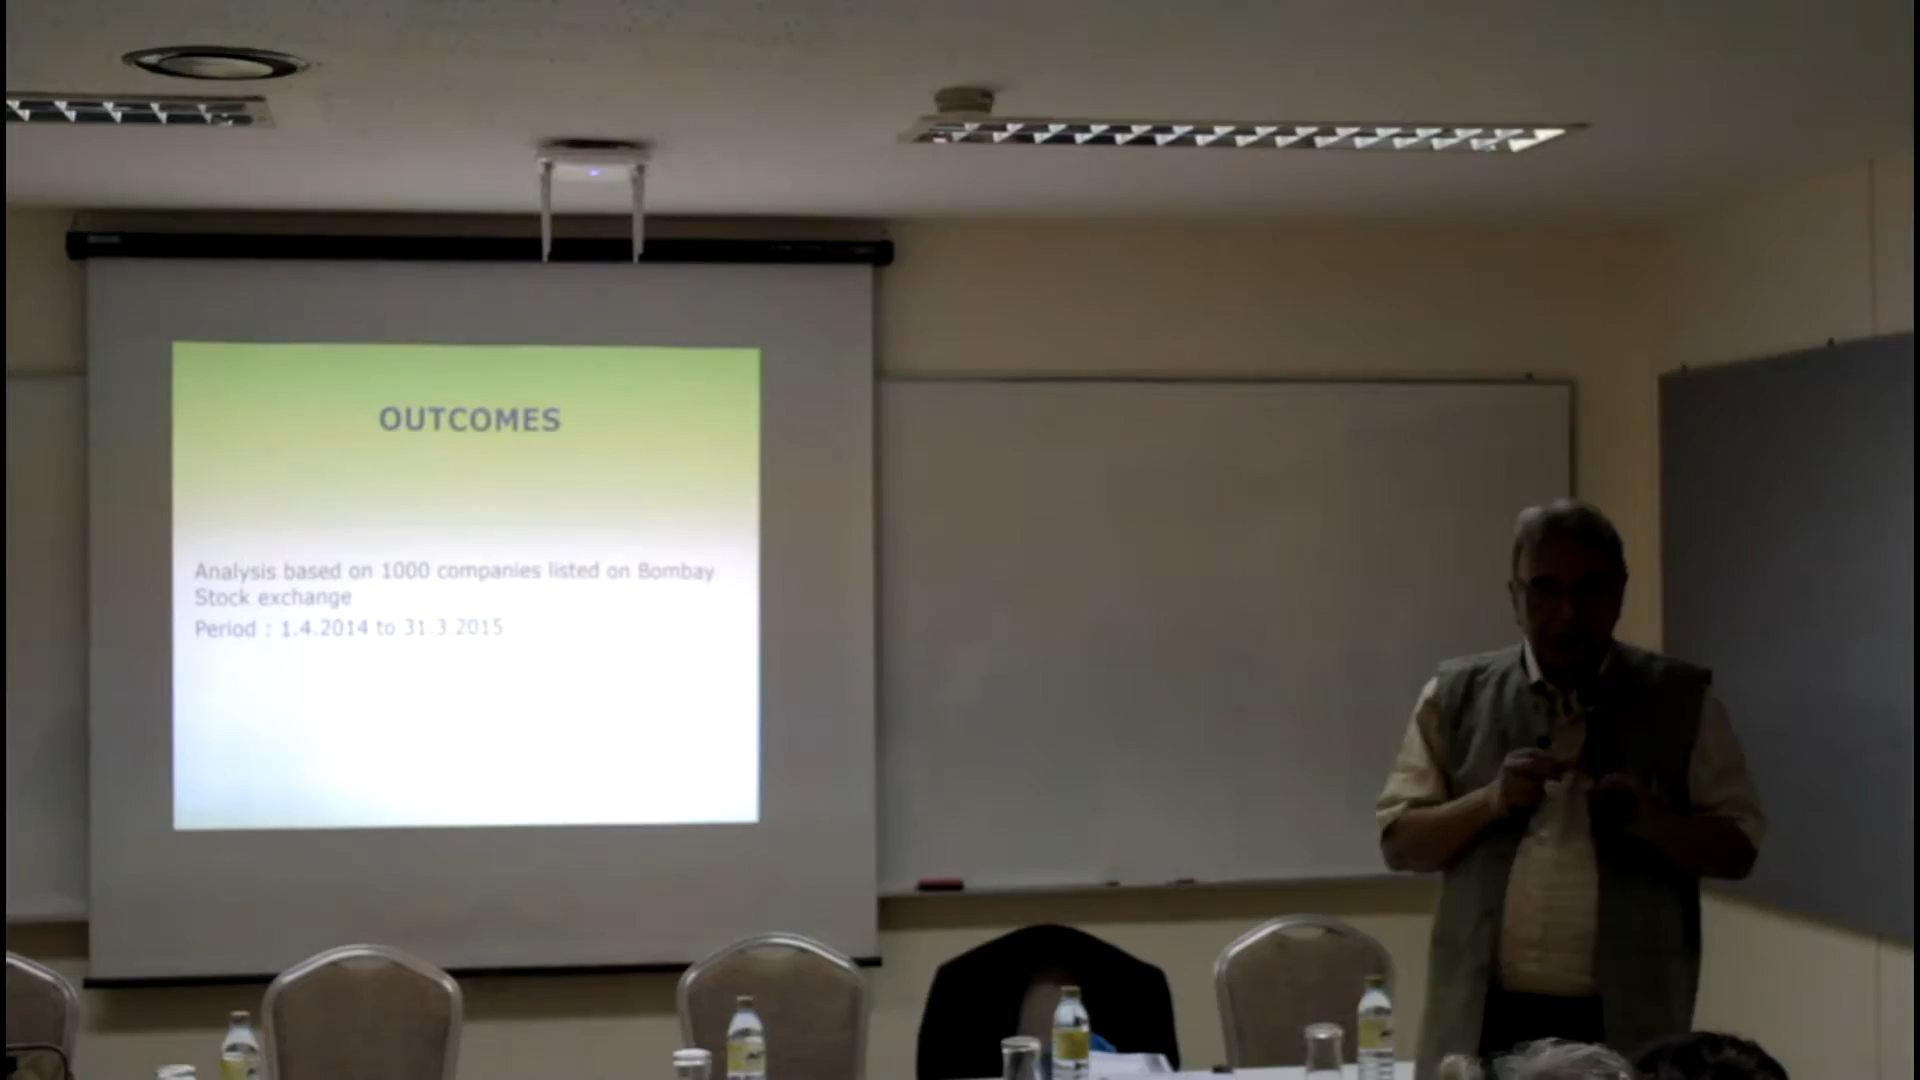 OUTCOMES
Analysis based on 1000 companies listed on Bombay
Stock exchange
Period : 1.4.2014 to 31.3.2015